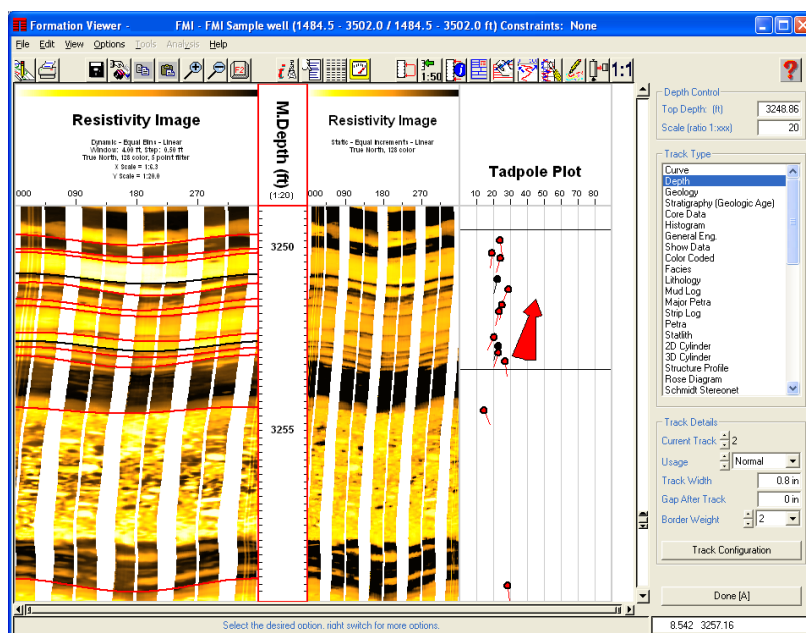 Formation Viewer - FMI - FMI Sample well (1484.5 - 3502.0 / 1484.5 - 3502.0 ft) Constraints: None
File Edit View Options Tools Analysis Help
F2
1:50
1:1
?
Resistivity Image
Dynamic - Equal Bins - Linear
Window: 4.00 ft, Step: 0.50 ft
True North, 128 color, 5 point filter
X Scale = 1:6.3
Y Scale = 1:20.0
000 090 180 270
M.Depth (ft)
(1:20)
Resistivity Image
Static - Equal Increments - Linear
True North, 128 color
000 090 180 270
Tadpole Plot
10 20 30 40 50 60 70 80
3250
3255
Depth Control
Top Depth: (ft) 3248.86
Scale (ratio 1:xxx) 20
Track Type
Curve
Depth
Geology
Stratigraphy (Geologic Age)
Core Data
Histogram
General Eng.
Show Data
Color Coded
Facies
Lithology
Mud Log
Major Petra
Strip Log
Petra
Statlith
2D Cylinder
3D Cylinder
Structure Profile
Rose Diagram
Schmidt Stereonet
Track Details
Current Track 2
Usage Normal
Track Width 0.8 in
Gap After Track 0 in
Border Weight 2
Track Configuration
Done [A]
Select the desired option, right switch for more options.
8.542 3257.16